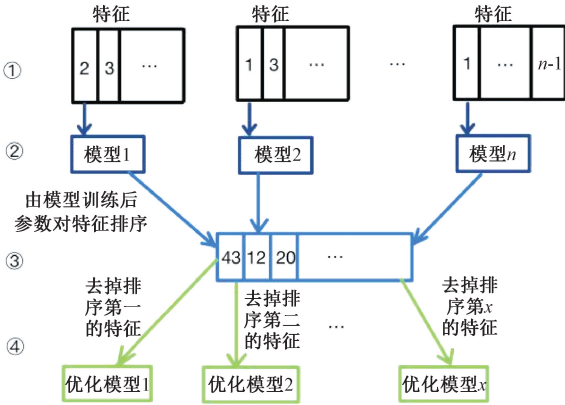 特征 特征 特征
① 2 3 … 1 3 … … 1 … n-1
② 模型1 模型2 模型n
由模型训练后
参数对特征排序
③ 43 12 20 …
去掉排
序第一
的特征
去掉排
序第二
的特征
…
去掉排
序第x
的特征
④
优化模型1 优化模型2 优化模型x